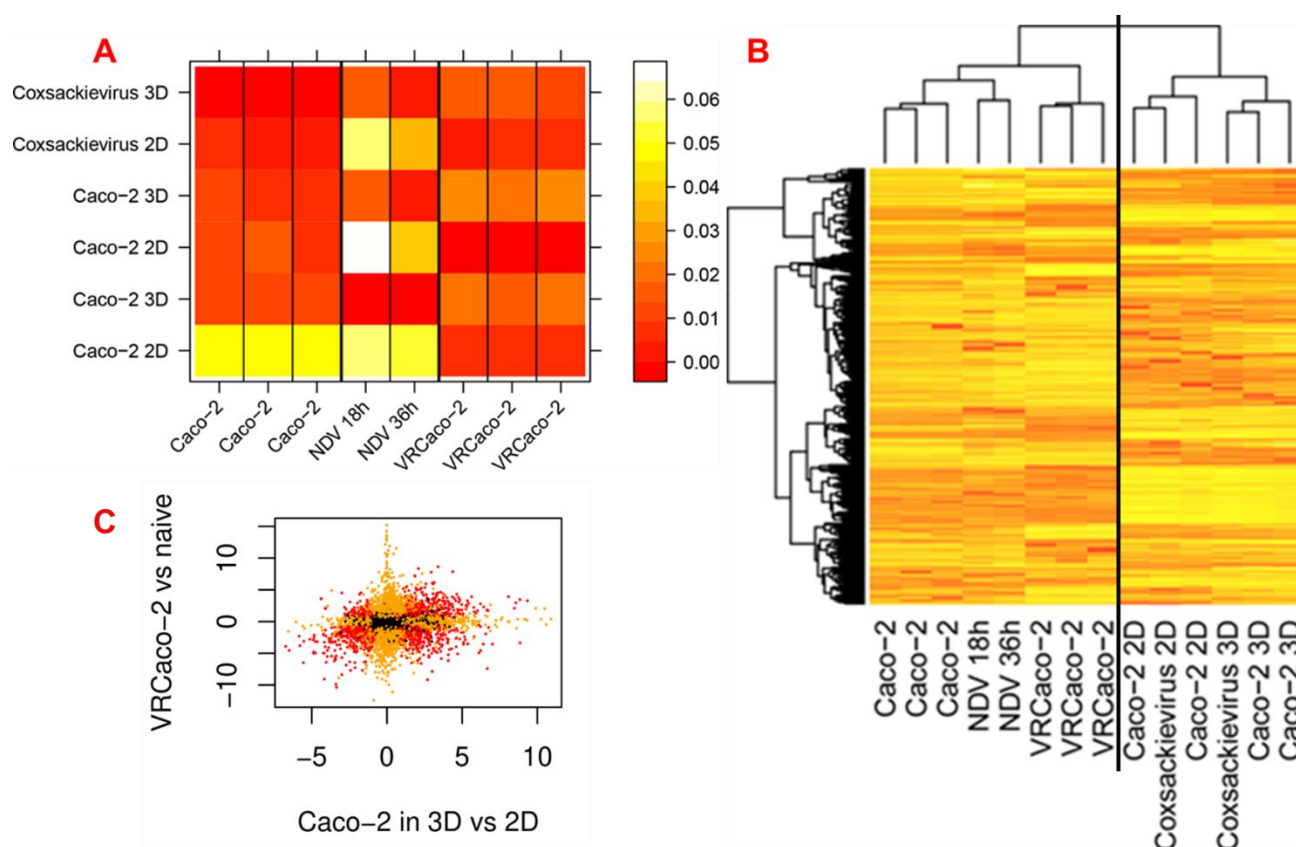 A
Coxsackievirus 3D
Coxsackievirus 2D
Caco-2 3D
Caco-2 2D
Caco-2 3D
Caco-2 2D
Caco-2
Caco-2
Caco-2
NDV 18h
NDV 36h
VRCaco-2
VRCaco-2
VRCaco-2
0.06
0.05
0.04
0.03
0.02
0.01
0.00
B
Caco-2
Caco-2
Caco-2
NDV 18h
NDV 36h
VRCaco-2
VRCaco-2
VRCaco-2
Caco-2 2D
Coxsackievirus 2D
Caco-2 2D
Coxsackievirus 3D
Caco-2 3D
Caco-2 3D
C
VRCaco-2 vs naive
10
0
-10
-5
0
5
10
Caco-2 in 3D vs 2D